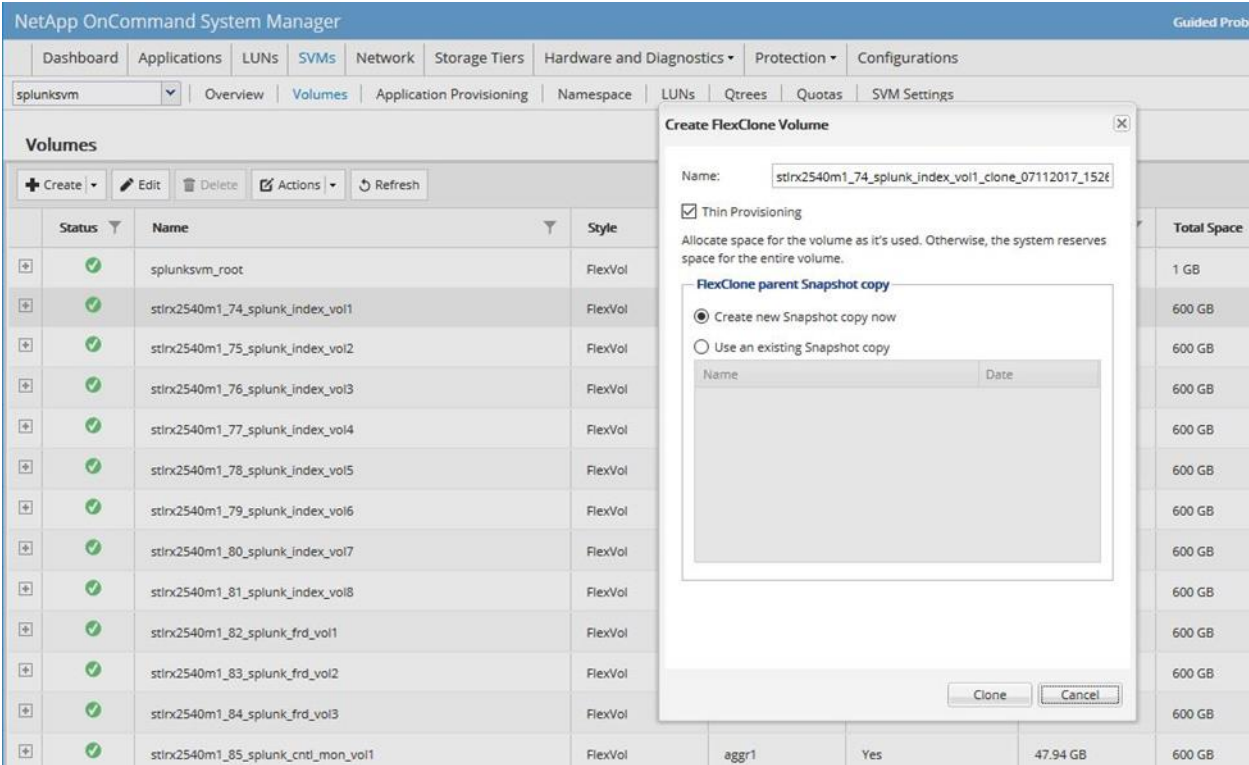 NetApp OnCommand System Manager
Guided Prob
Dashboard Applications LUNs SVMs Network Storage Tiers Hardware and Diagnostics Protection Configurations
splunksvm Overview Volumes Application Provisioning Namespace LUNs Qtrees Quotas SVM Settings
Volumes
Create Edit Delete Actions Refresh
Status Name Style Total Space
splunksvm_root FlexVol 1 GB
stlrx2540m1_74_splunk_index_vol1 FlexVol 600 GB
stlrx2540m1_75_splunk_index_vol2 FlexVol 600 GB
stlrx2540m1_76_splunk_index_vol3 FlexVol 600 GB
stlrx2540m1_77_splunk_index_vol4 FlexVol 600 GB
stlrx2540m1_78_splunk_index_vol5 FlexVol 600 GB
stlrx2540m1_79_splunk_index_vol6 FlexVol 600 GB
stlrx2540m1_80_splunk_index_vol7 FlexVol 600 GB
stlrx2540m1_81_splunk_index_vol8 FlexVol 600 GB
stlrx2540m1_82_splunk_frd_vol1 FlexVol 600 GB
stlrx2540m1_83_splunk_frd_vol2 FlexVol 600 GB
stlrx2540m1_84_splunk_frd_vol3 FlexVol 600 GB
stlrx2540m1_85_splunk_cntl_mon_vol1 FlexVol aggr1 Yes 47.94 GB 600 GB
Create FlexClone Volume
Name: stlrx2540m1_74_splunk_index_vol1_clone_07112017_1526
Thin Provisioning
Allocate space for the volume as it's used. Otherwise, the system reserves
space for the entire volume.
FlexClone parent Snapshot copy
Create new Snapshot copy now
Use an existing Snapshot copy
Name Date
Clone Cancel